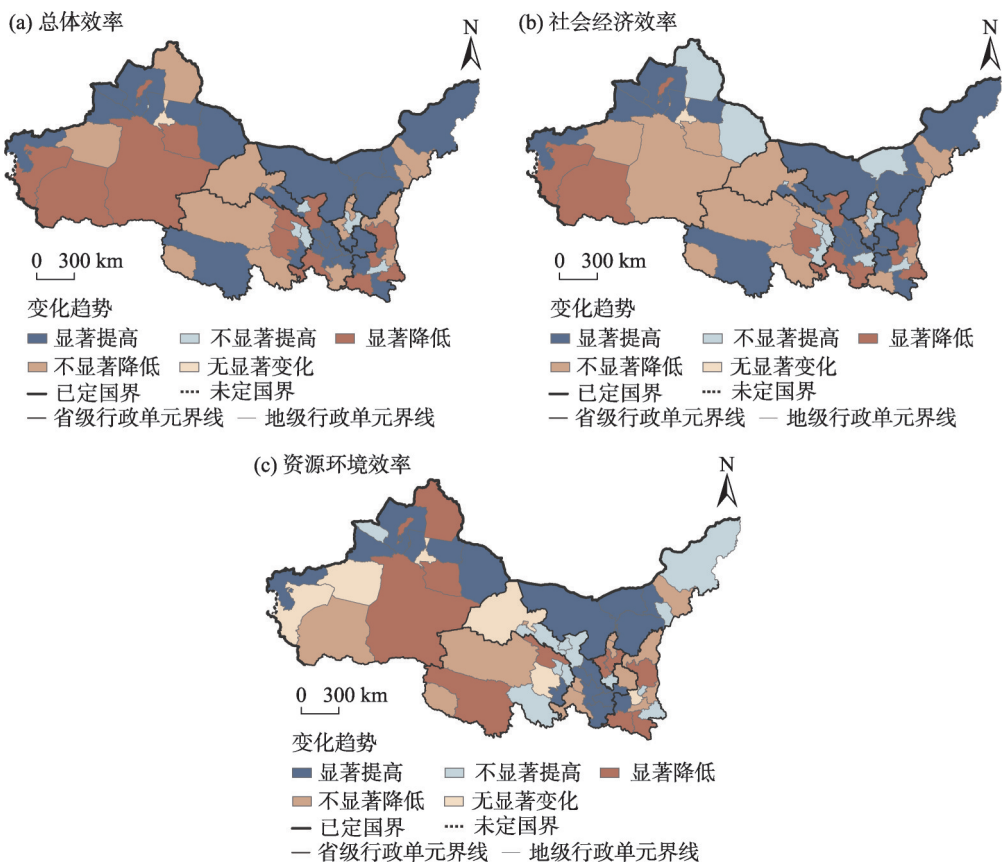 (a) 总体效率
N
0 300 km
变化趋势
显著提高 不显著提高 显著降低
不显著降低 无显著变化
已定国界 未定国界
省级行政单元界线 地级行政单元界线
(b) 社会经济效率
N
0 300 km
变化趋势
显著提高 不显著提高 显著降低
不显著降低 无显著变化
已定国界 未定国界
省级行政单元界线 地级行政单元界线
(c) 资源环境效率
N
0 300 km
变化趋势
显著提高 不显著提高 显著降低
不显著降低 无显著变化
已定国界 未定国界
省级行政单元界线 地级行政单元界线